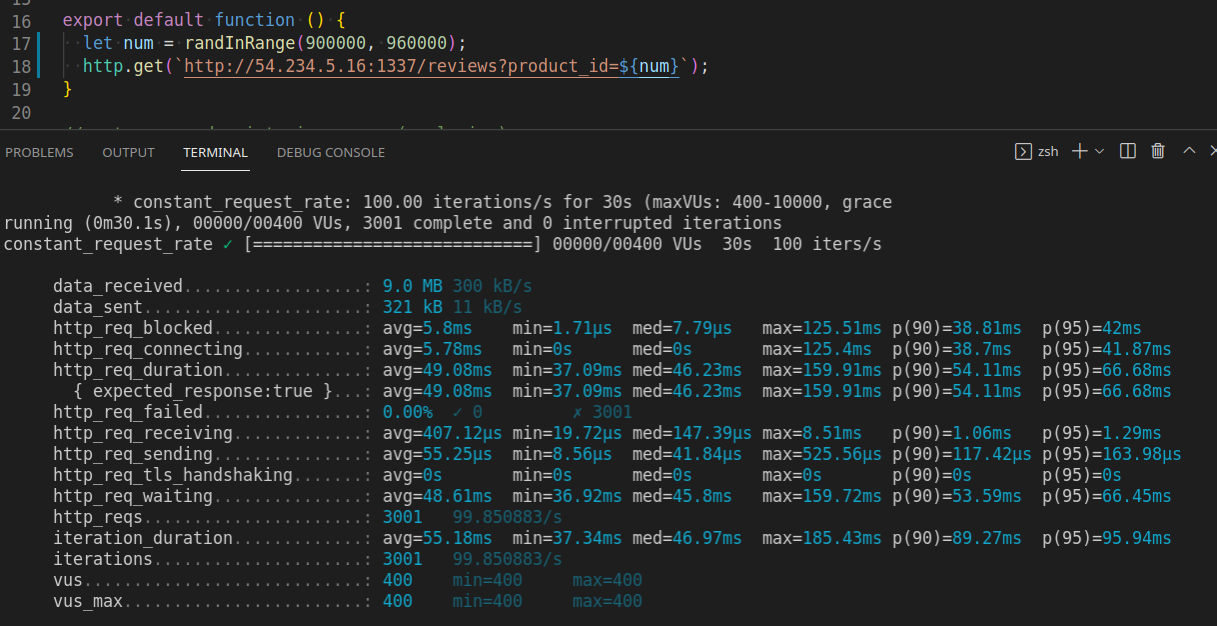 15
16 export default function () {
17 let num = randInRange(900000, 960000);
18 http.get(`http://54.234.5.16:1337/reviews?product_id=${num}`);
19 }
20
PROBLEMS OUTPUT TERMINAL DEBUG CONSOLE zsh
* constant_request_rate: 100.00 iterations/s for 30s (maxVUs: 400-10000, grace
running (0m30.1s), 00000/00400 VUs, 3001 complete and 0 interrupted iterations
constant_request_rate ✓ [============================] 00000/00400 VUs 30s 100 iters/s
data_received..................: 9.0 MB 300 kB/s
data_sent......................: 321 kB 11 kB/s
http_req_blocked...............: avg=5.8ms min=1.71µs med=7.79µs max=125.51ms p(90)=38.81ms p(95)=42ms
http_req_connecting............: avg=5.78ms min=0s med=0s max=125.4ms p(90)=38.7ms p(95)=41.87ms
http_req_duration..............: avg=49.08ms min=37.09ms med=46.23ms max=159.91ms p(90)=54.11ms p(95)=66.68ms
{ expected_response:true }...: avg=49.08ms min=37.09ms med=46.23ms max=159.91ms p(90)=54.11ms p(95)=66.68ms
http_req_failed................: 0.00% ✓ 0 ✗ 3001
http_req_receiving.............: avg=407.12µs min=19.72µs med=147.39µs max=8.51ms p(90)=1.06ms p(95)=1.29ms
http_req_sending...............: avg=55.25µs min=8.56µs med=41.84µs max=525.56µs p(90)=117.42µs p(95)=163.98µs
http_req_tls_handshaking.......: avg=0s min=0s med=0s max=0s p(90)=0s p(95)=0s
http_req_waiting...............: avg=48.61ms min=36.92ms med=45.8ms max=159.72ms p(90)=53.59ms p(95)=66.45ms
http_reqs......................: 3001 99.850883/s
iteration_duration.............: avg=55.18ms min=37.34ms med=46.97ms max=185.43ms p(90)=89.27ms p(95)=95.94ms
iterations.....................: 3001 99.850883/s
vus............................: 400 min=400 max=400
vus_max........................: 400 min=400 max=400